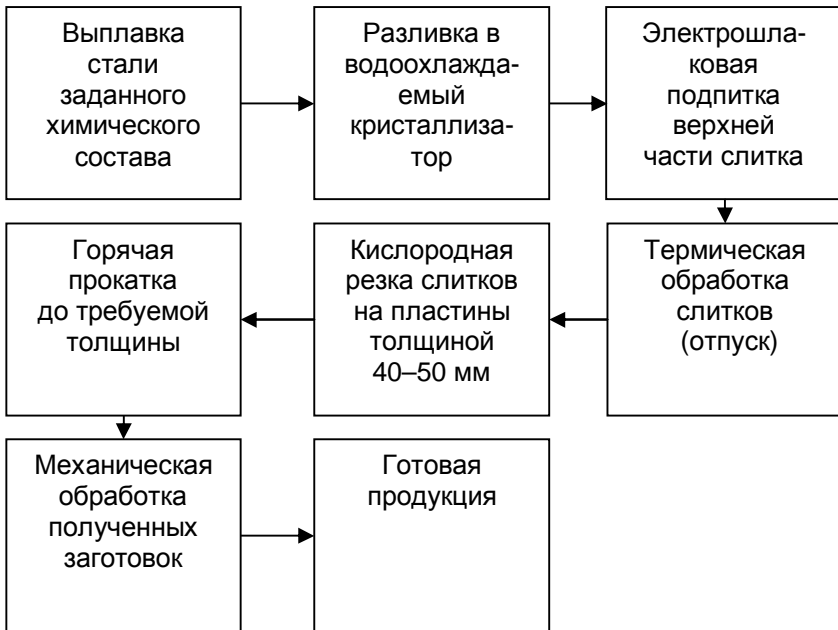 Выплавка
стали
заданного
химического
состава
Разливка в
водоохлажда-
емый
кристаллиза-
тор
Электрошла-
ковая
подпитка
верхней
части слитка
Термическая
обработка
слитков
(отпуск)
Кислородная
резка слитков
на пластины
толщиной
40–50 мм
Горячая
прокатка
до требуемой
толщины
Механическая
обработка
полученных
заготовок
Готовая
продукция